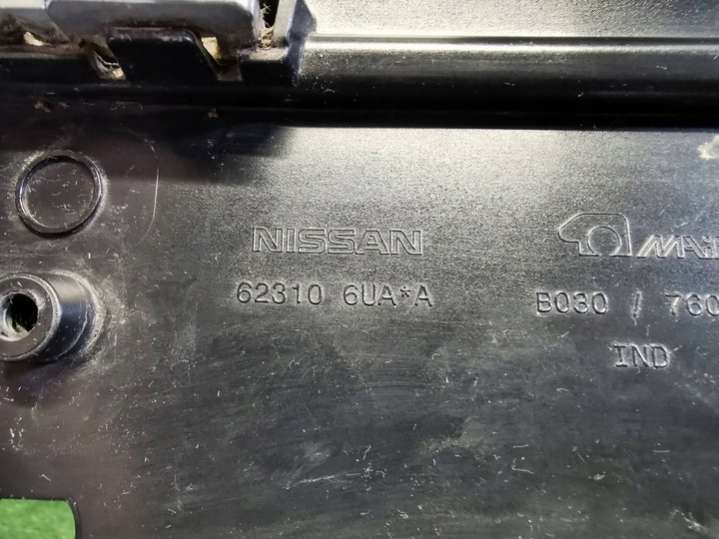 NISSAN
62310 6UA*A
B030 / 760
IND